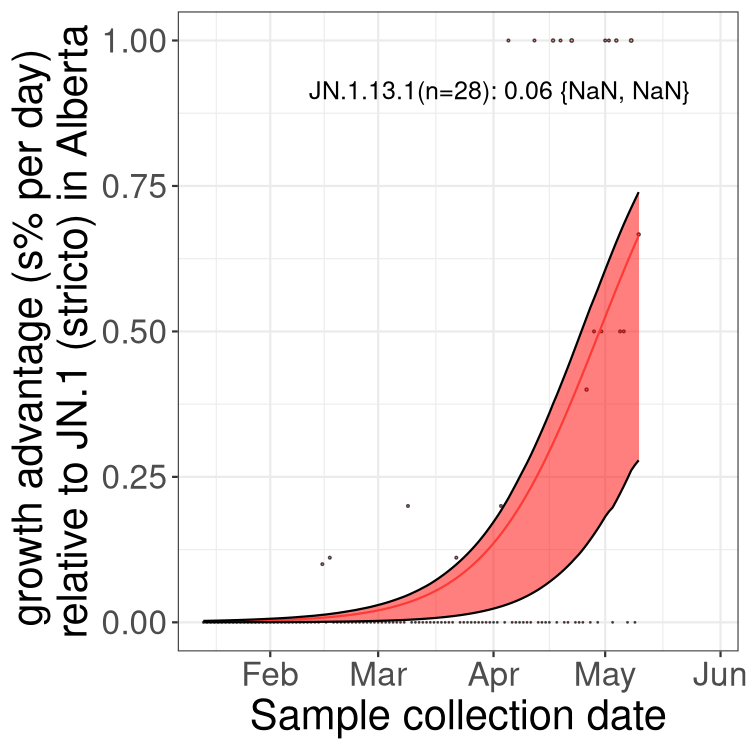 growth advantage (s% per day)
relative to JN.1 (stricto) in Alberta
1.00
JN.1.13.1(n=28): 0.06 {NaN, NaN}
0.75
0.50
0.25
0.00
Feb Mar Apr May Jun
Sample collection date